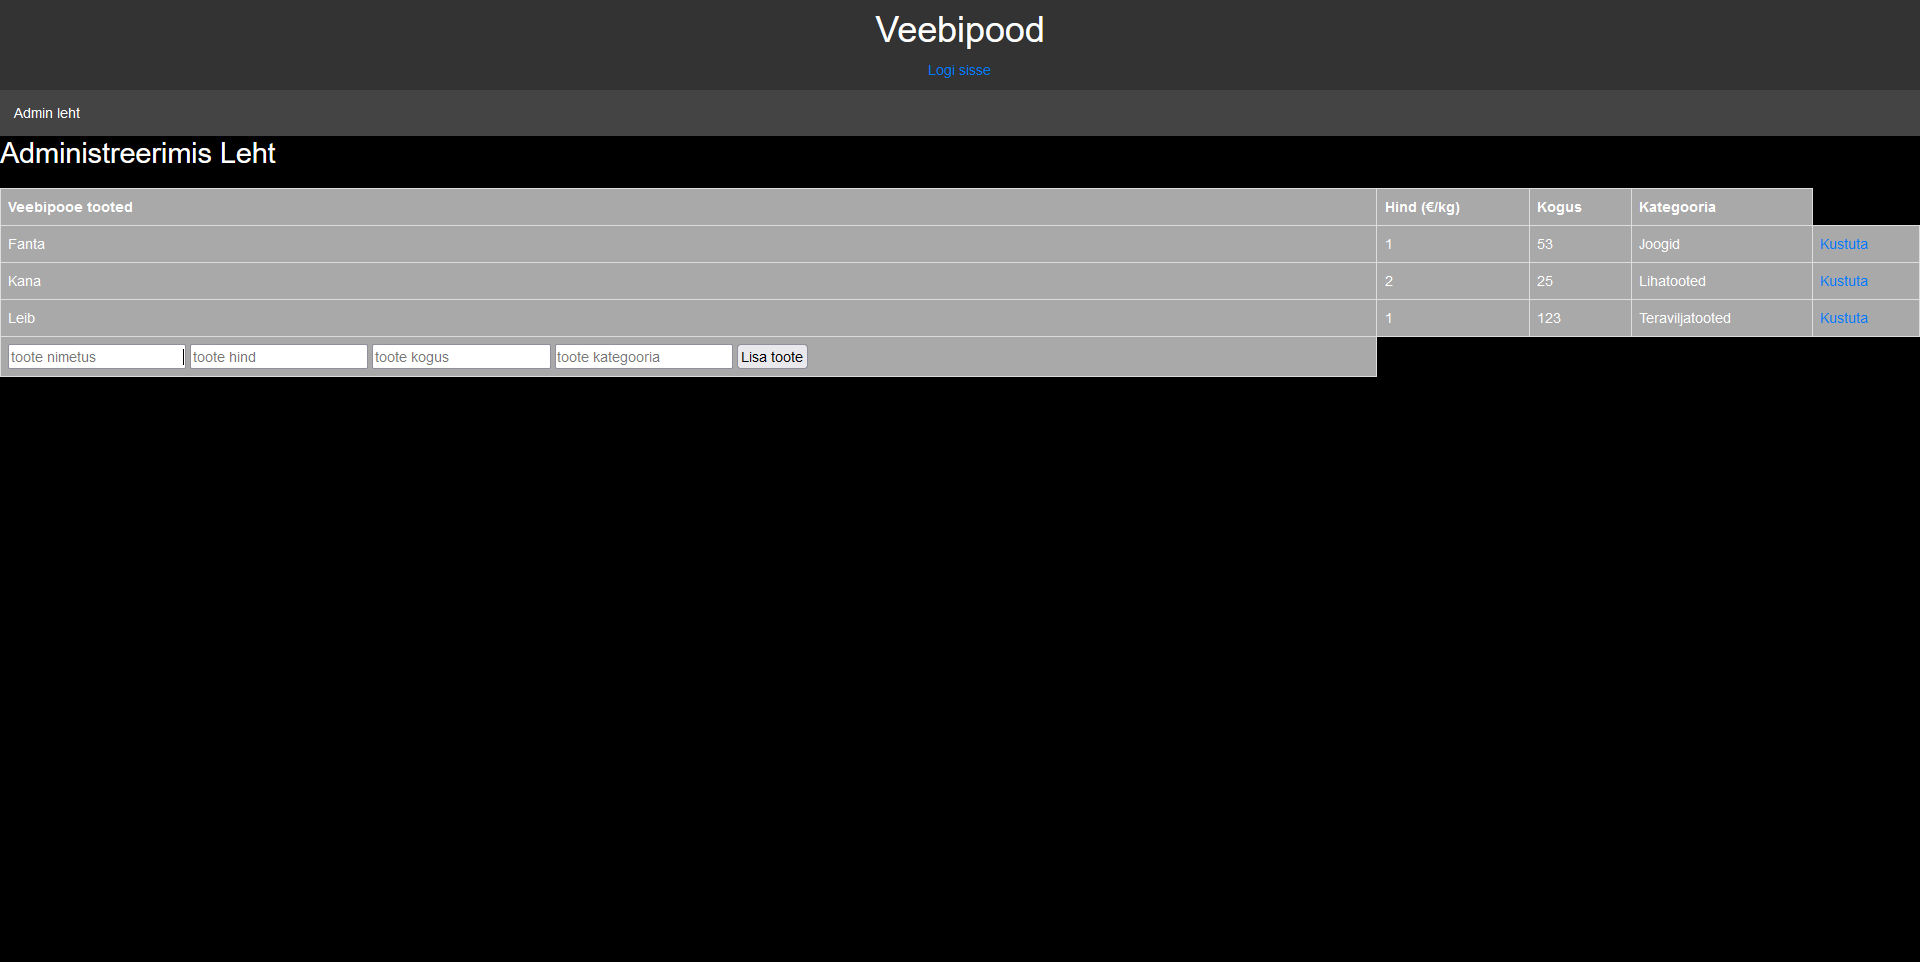 Veebipood
Logi sisse
Admin leht
Administreerimis Leht
Veebipooe tooted Hind (€/kg) Kogus Kategooria
Fanta 1 53 Joogid Kustuta
Kana 2 25 Lihatooted Kustuta
Leib 1 123 Teraviljatooted Kustuta
toote nimetus toote hind toote kogus toote kategooria Lisa toote